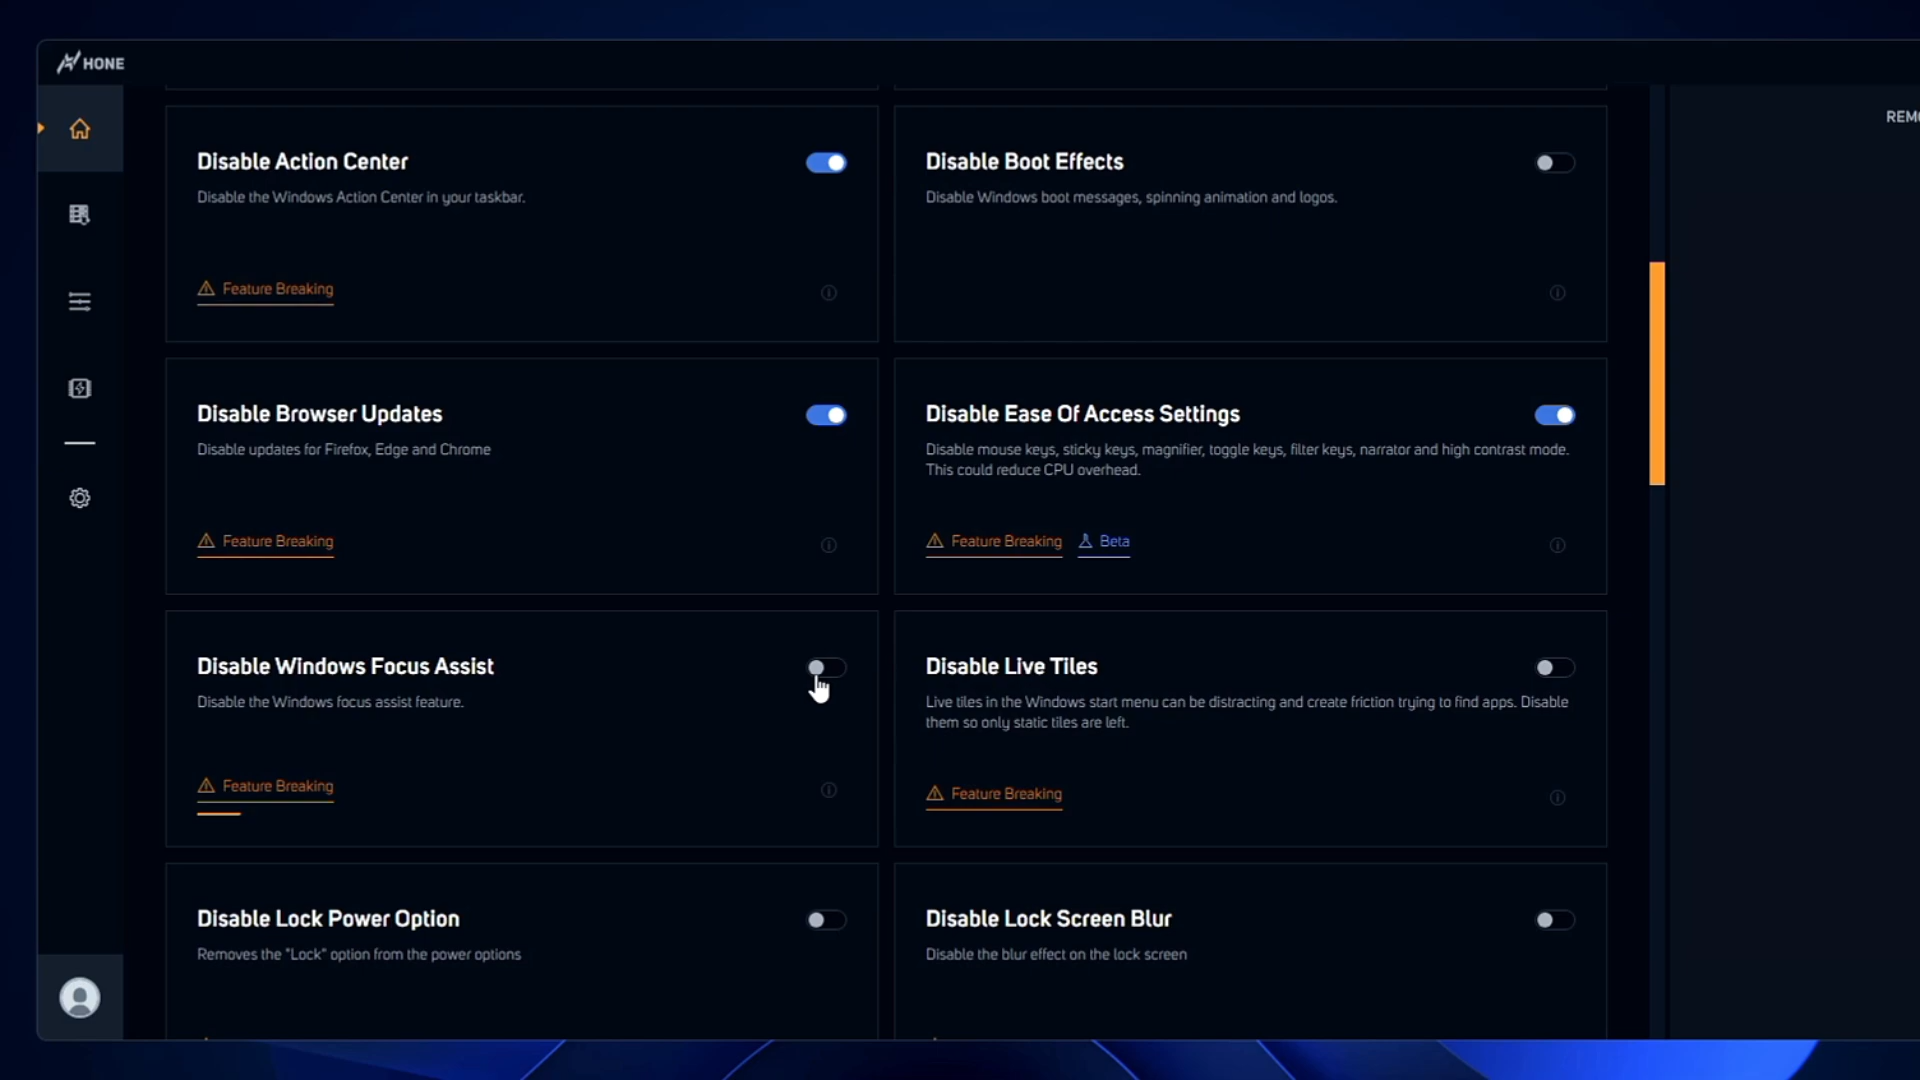 HONE
REMO
Disable Action Center
Disable the Windows Action Center in your taskbar.
Feature Breaking
Disable Boot Effects
Disable Windows boot messages, spinning animation and logos.
Disable Browser Updates
Disable updates for Firefox, Edge and Chrome
Feature Breaking
Disable Ease Of Access Settings
Disable mouse keys, sticky keys, magnifier, toggle keys, filter keys, narrator and high contrast mode.
This could reduce CPU overhead.
Feature Breaking Beta
Disable Windows Focus Assist
Disable the Windows focus assist feature.
Feature Breaking
Disable Live Tiles
Live tiles in the Windows start menu can be distracting and create friction trying to find apps. Disable
them so only static tiles are left.
Feature Breaking
Disable Lock Power Option
Removes the "Lock" option from the power options
Disable Lock Screen Blur
Disable the blur effect on the lock screen